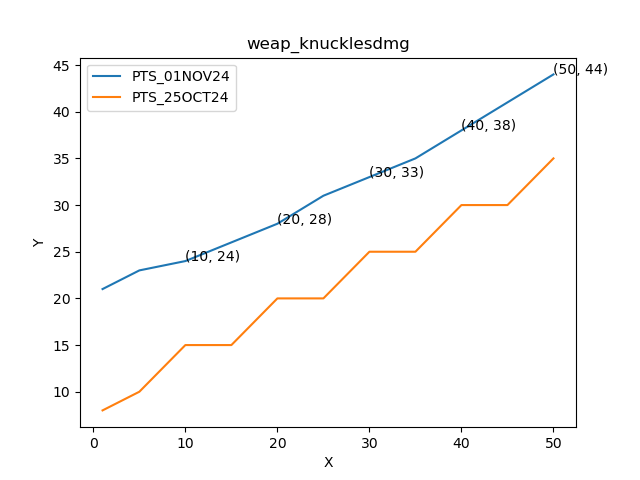 weap_knucklesdmg
PTS_01NOV24
PTS_25OCT24
45
40
35
30
25
20
15
10
Y
(50, 44)
(40, 38)
(30, 33)
(20, 28)
(10, 24)
0 10 20 30 40 50
X